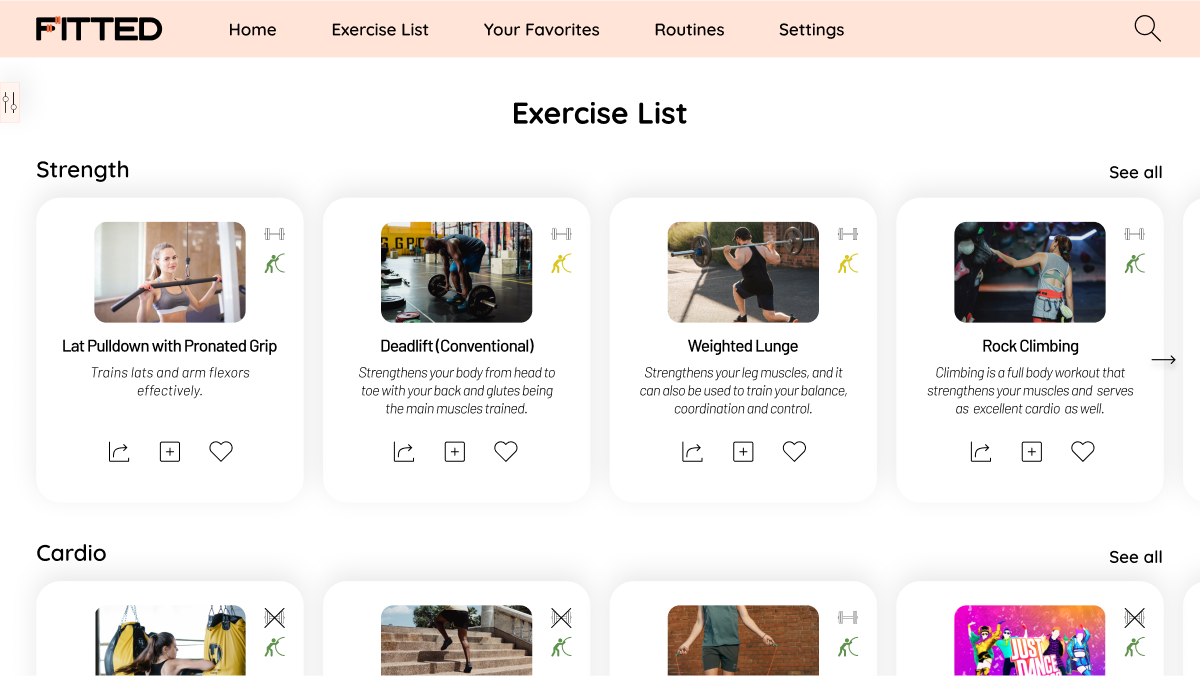 FITTED
Home
Exercise List
Your Favorites
Routines
Settings
Exercise List
Strength
See all
Lat Pulldown with Pronated Grip
Trains lats and arm flexors
effectively.
Deadlift (Conventional)
Strengthens your body from head to
toe with your back and glutes being
the main muscles trained.
Weighted Lunge
Strengthens your leg muscles, and it
can also be used to train your balance,
coordination and control.
Rock Climbing
Climbing is a full body workout that
strengthens your muscles and serves
as excellent cardio as well.
Cardio
See all
JUST
DANCE